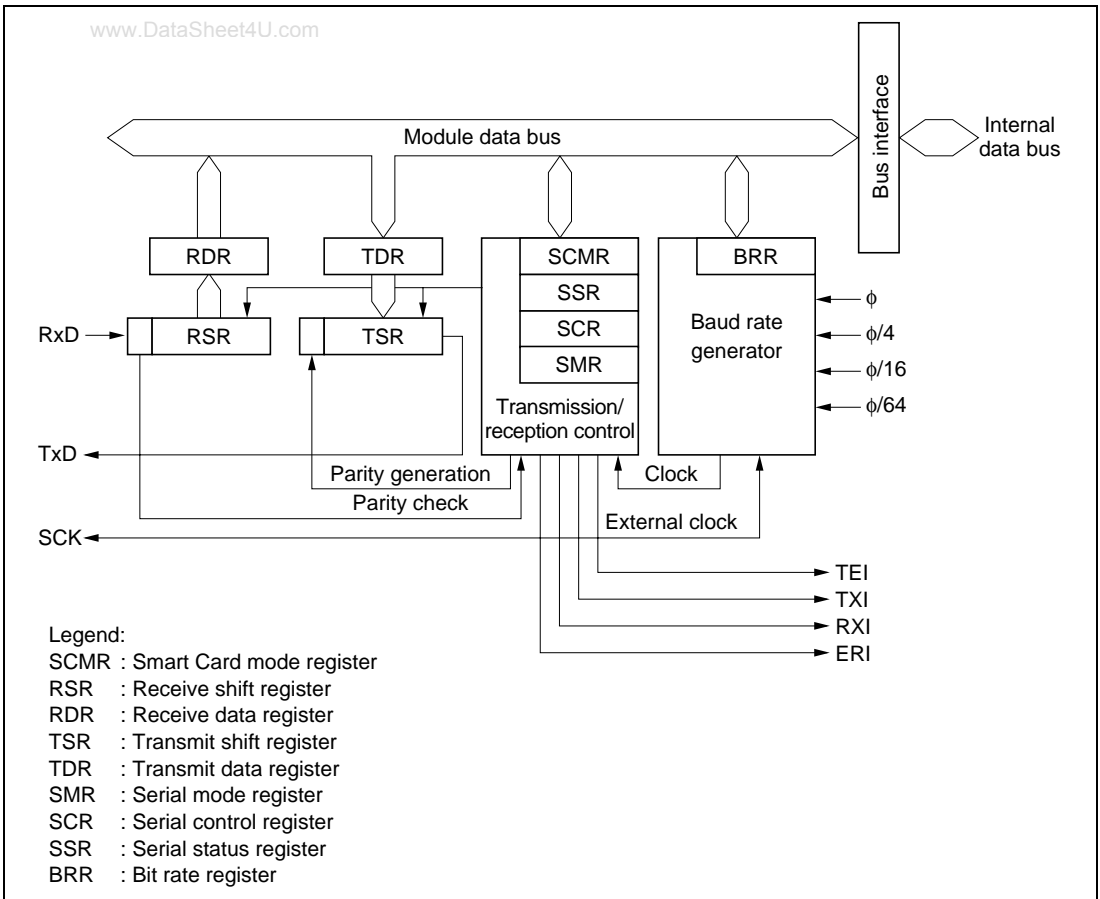 www.DataSheet4U.com
Bus interface
Internal
data bus
Module data bus
RDR
TDR
SCMR
BRR
SSR
SCR
SMR
RxD
RSR
TSR
Baud rate
generator
ϕ
ϕ/4
ϕ/16
ϕ/64
Transmission/
reception control
TxD
Parity generation
Clock
Parity check
External clock
SCK
TEI
TXI
RXI
ERI
Legend:
SCMR : Smart Card mode register
RSR : Receive shift register
RDR : Receive data register
TSR : Transmit shift register
TDR : Transmit data register
SMR : Serial mode register
SCR : Serial control register
SSR : Serial status register
BRR : Bit rate register